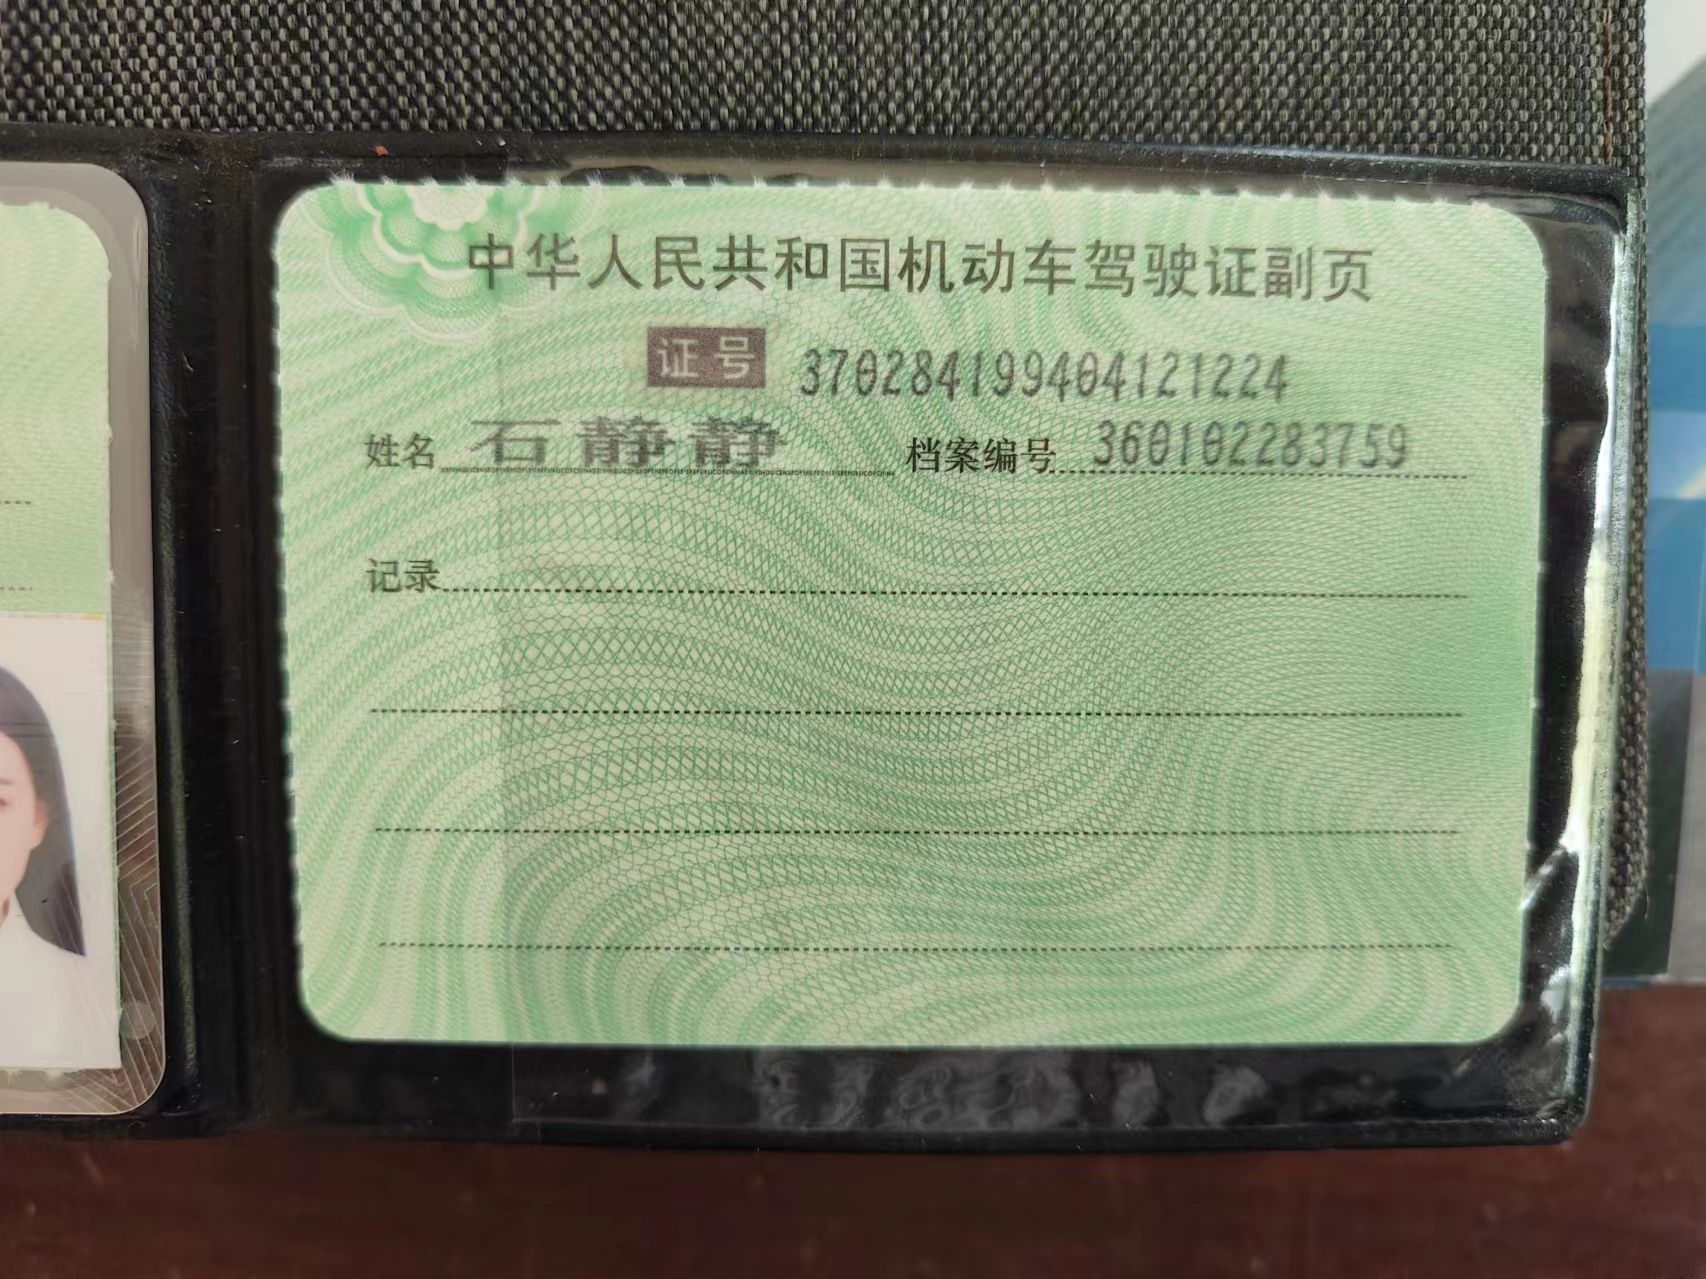 中华人民共和国机动车驾驶证副页
证号 370284199404121224
姓名 石静静 档案编号 360102283759
记录